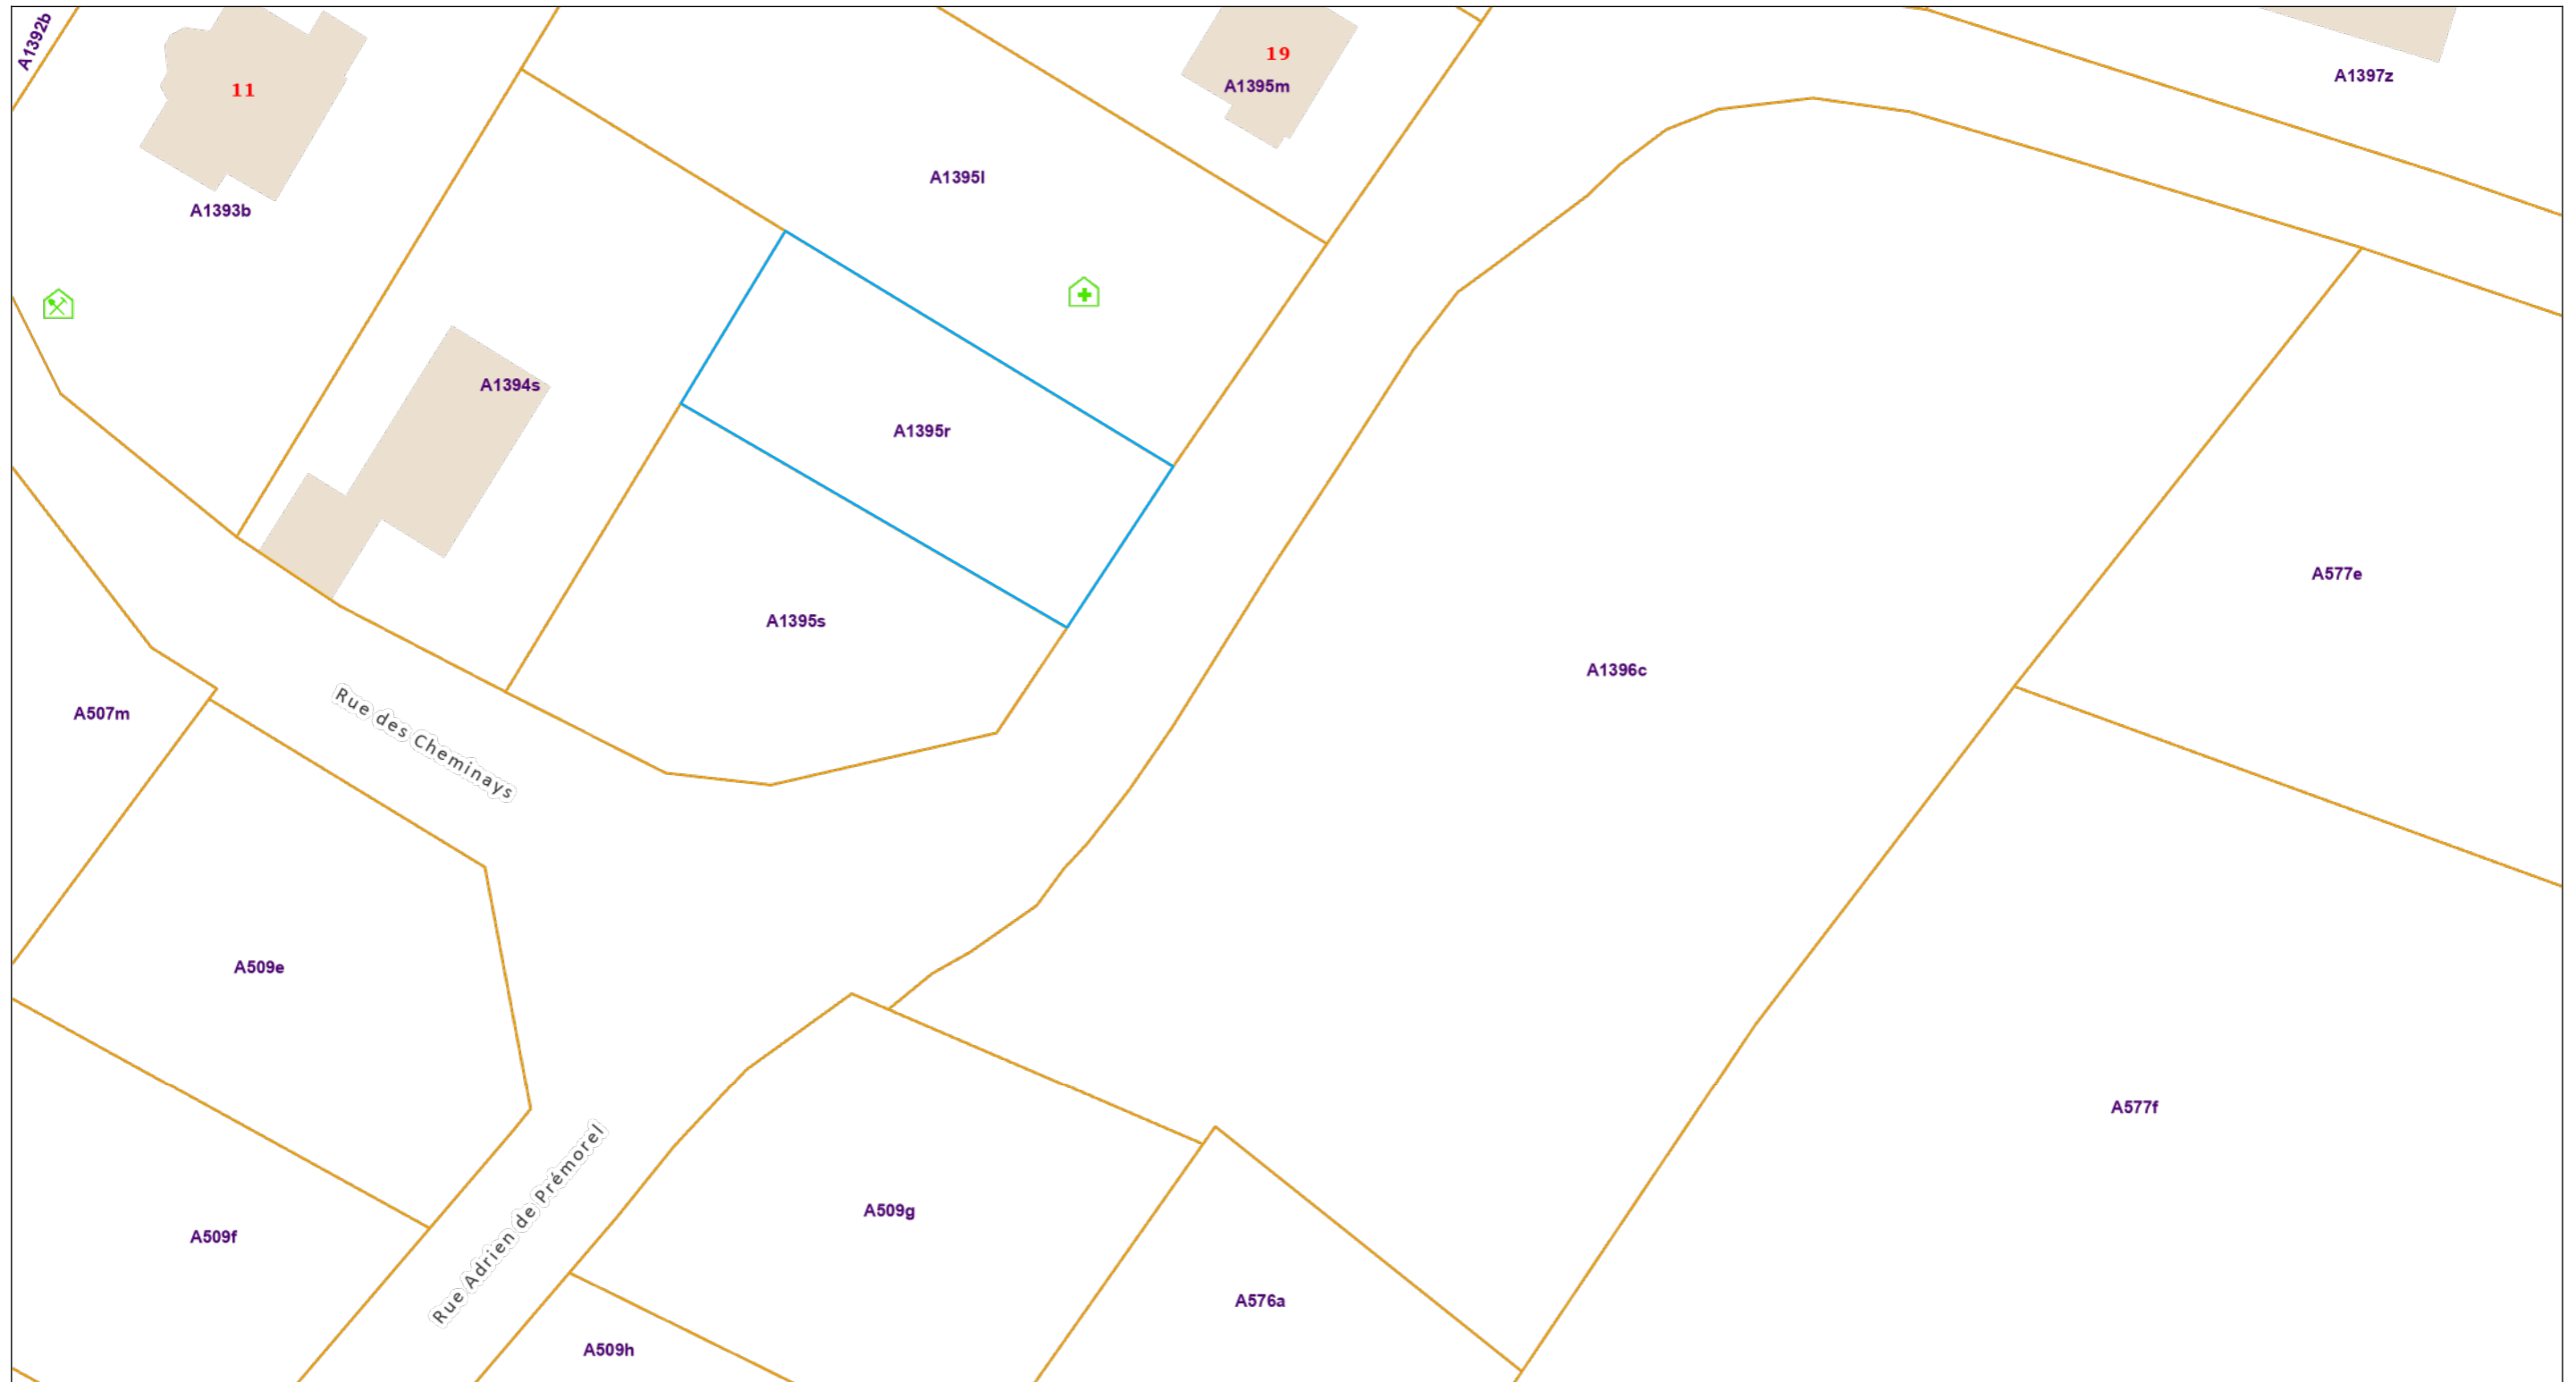 A1392b
11
19
A1395m
A1397z
A1395l
A1393b
A1394s
A1395r
A577e
A1395s
A1396c
A507m
Rue des Cheminays
A509e
A577f
Rue Adrien de Prémorel
A509g
A509f
A576a
A509h